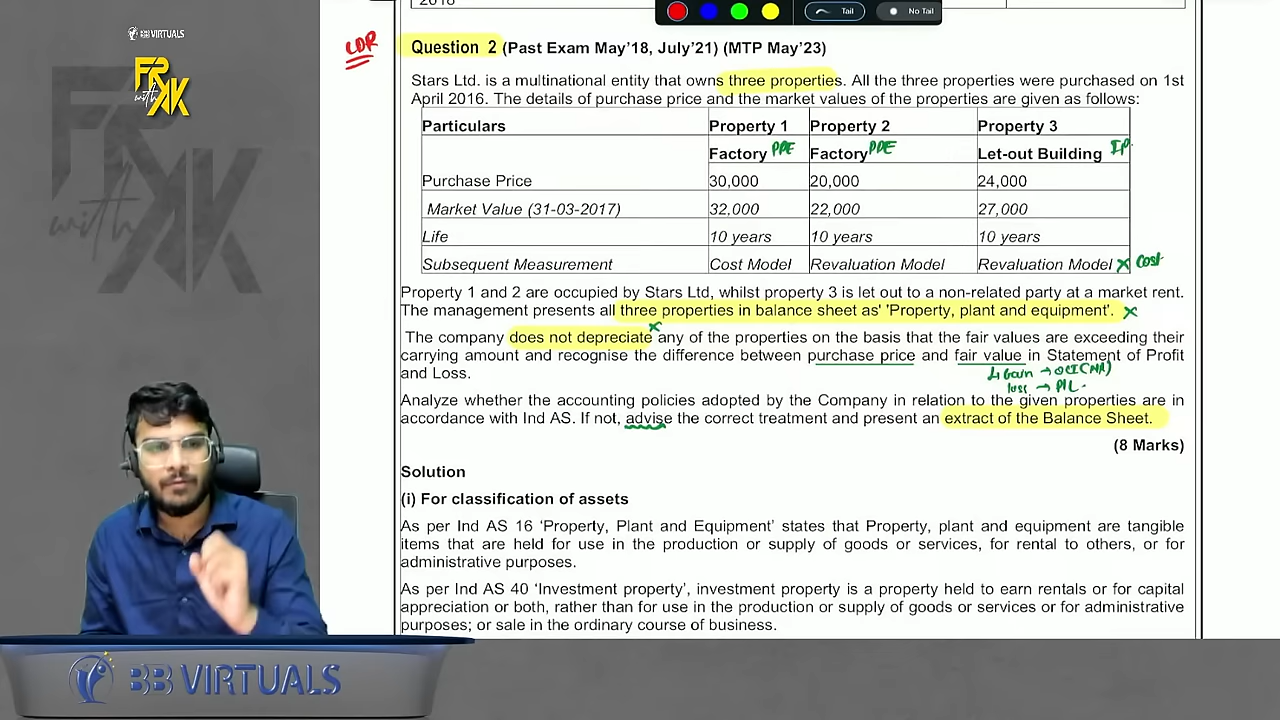 2018
Tail
No Tail
BB VIRTUALS
FR
with
AK
LDR
Question 2 (Past Exam May'18, July'21) (MTP May'23)
Stars Ltd. is a multinational entity that owns three properties. All the three properties were purchased on 1st
April 2016. The details of purchase price and the market values of the properties are given as follows:
Particulars Property 1 Property 2 Property 3
Factory PPE Factory PPE Let-out Building IP
Purchase Price 30,000 20,000 24,000
Market Value (31-03-2017) 32,000 22,000 27,000
Life 10 years 10 years 10 years
Subsequent Measurement Cost Model Revaluation Model Revaluation Model x Cost
Property 1 and 2 are occupied by Stars Ltd, whilst property 3 is let out to a non-related party at a market rent.
The management presents all three properties in balance sheet as' 'Property, plant and equipment'. x
The company does not depreciate x any of the properties on the basis that the fair values are exceeding their
carrying amount and recognise the difference between purchase price and fair value in Statement of Profit
and Loss.
↳ Gain → OCI (NR)
loss → P/L.
Analyze whether the accounting policies adopted by the Company in relation to the given properties are in
accordance with Ind AS. If not, advise the correct treatment and present an extract of the Balance Sheet.
(8 Marks)
Solution
(i) For classification of assets
As per Ind AS 16 'Property, Plant and Equipment' states that Property, plant and equipment are tangible
items that are held for use in the production or supply of goods or services, for rental to others, or for
administrative purposes.
As per Ind AS 40 'Investment property', investment property is a property held to earn rentals or for capital
appreciation or both, rather than for use in the production or supply of goods or services or for administrative
purposes; or sale in the ordinary course of business.
BB VIRTUALS